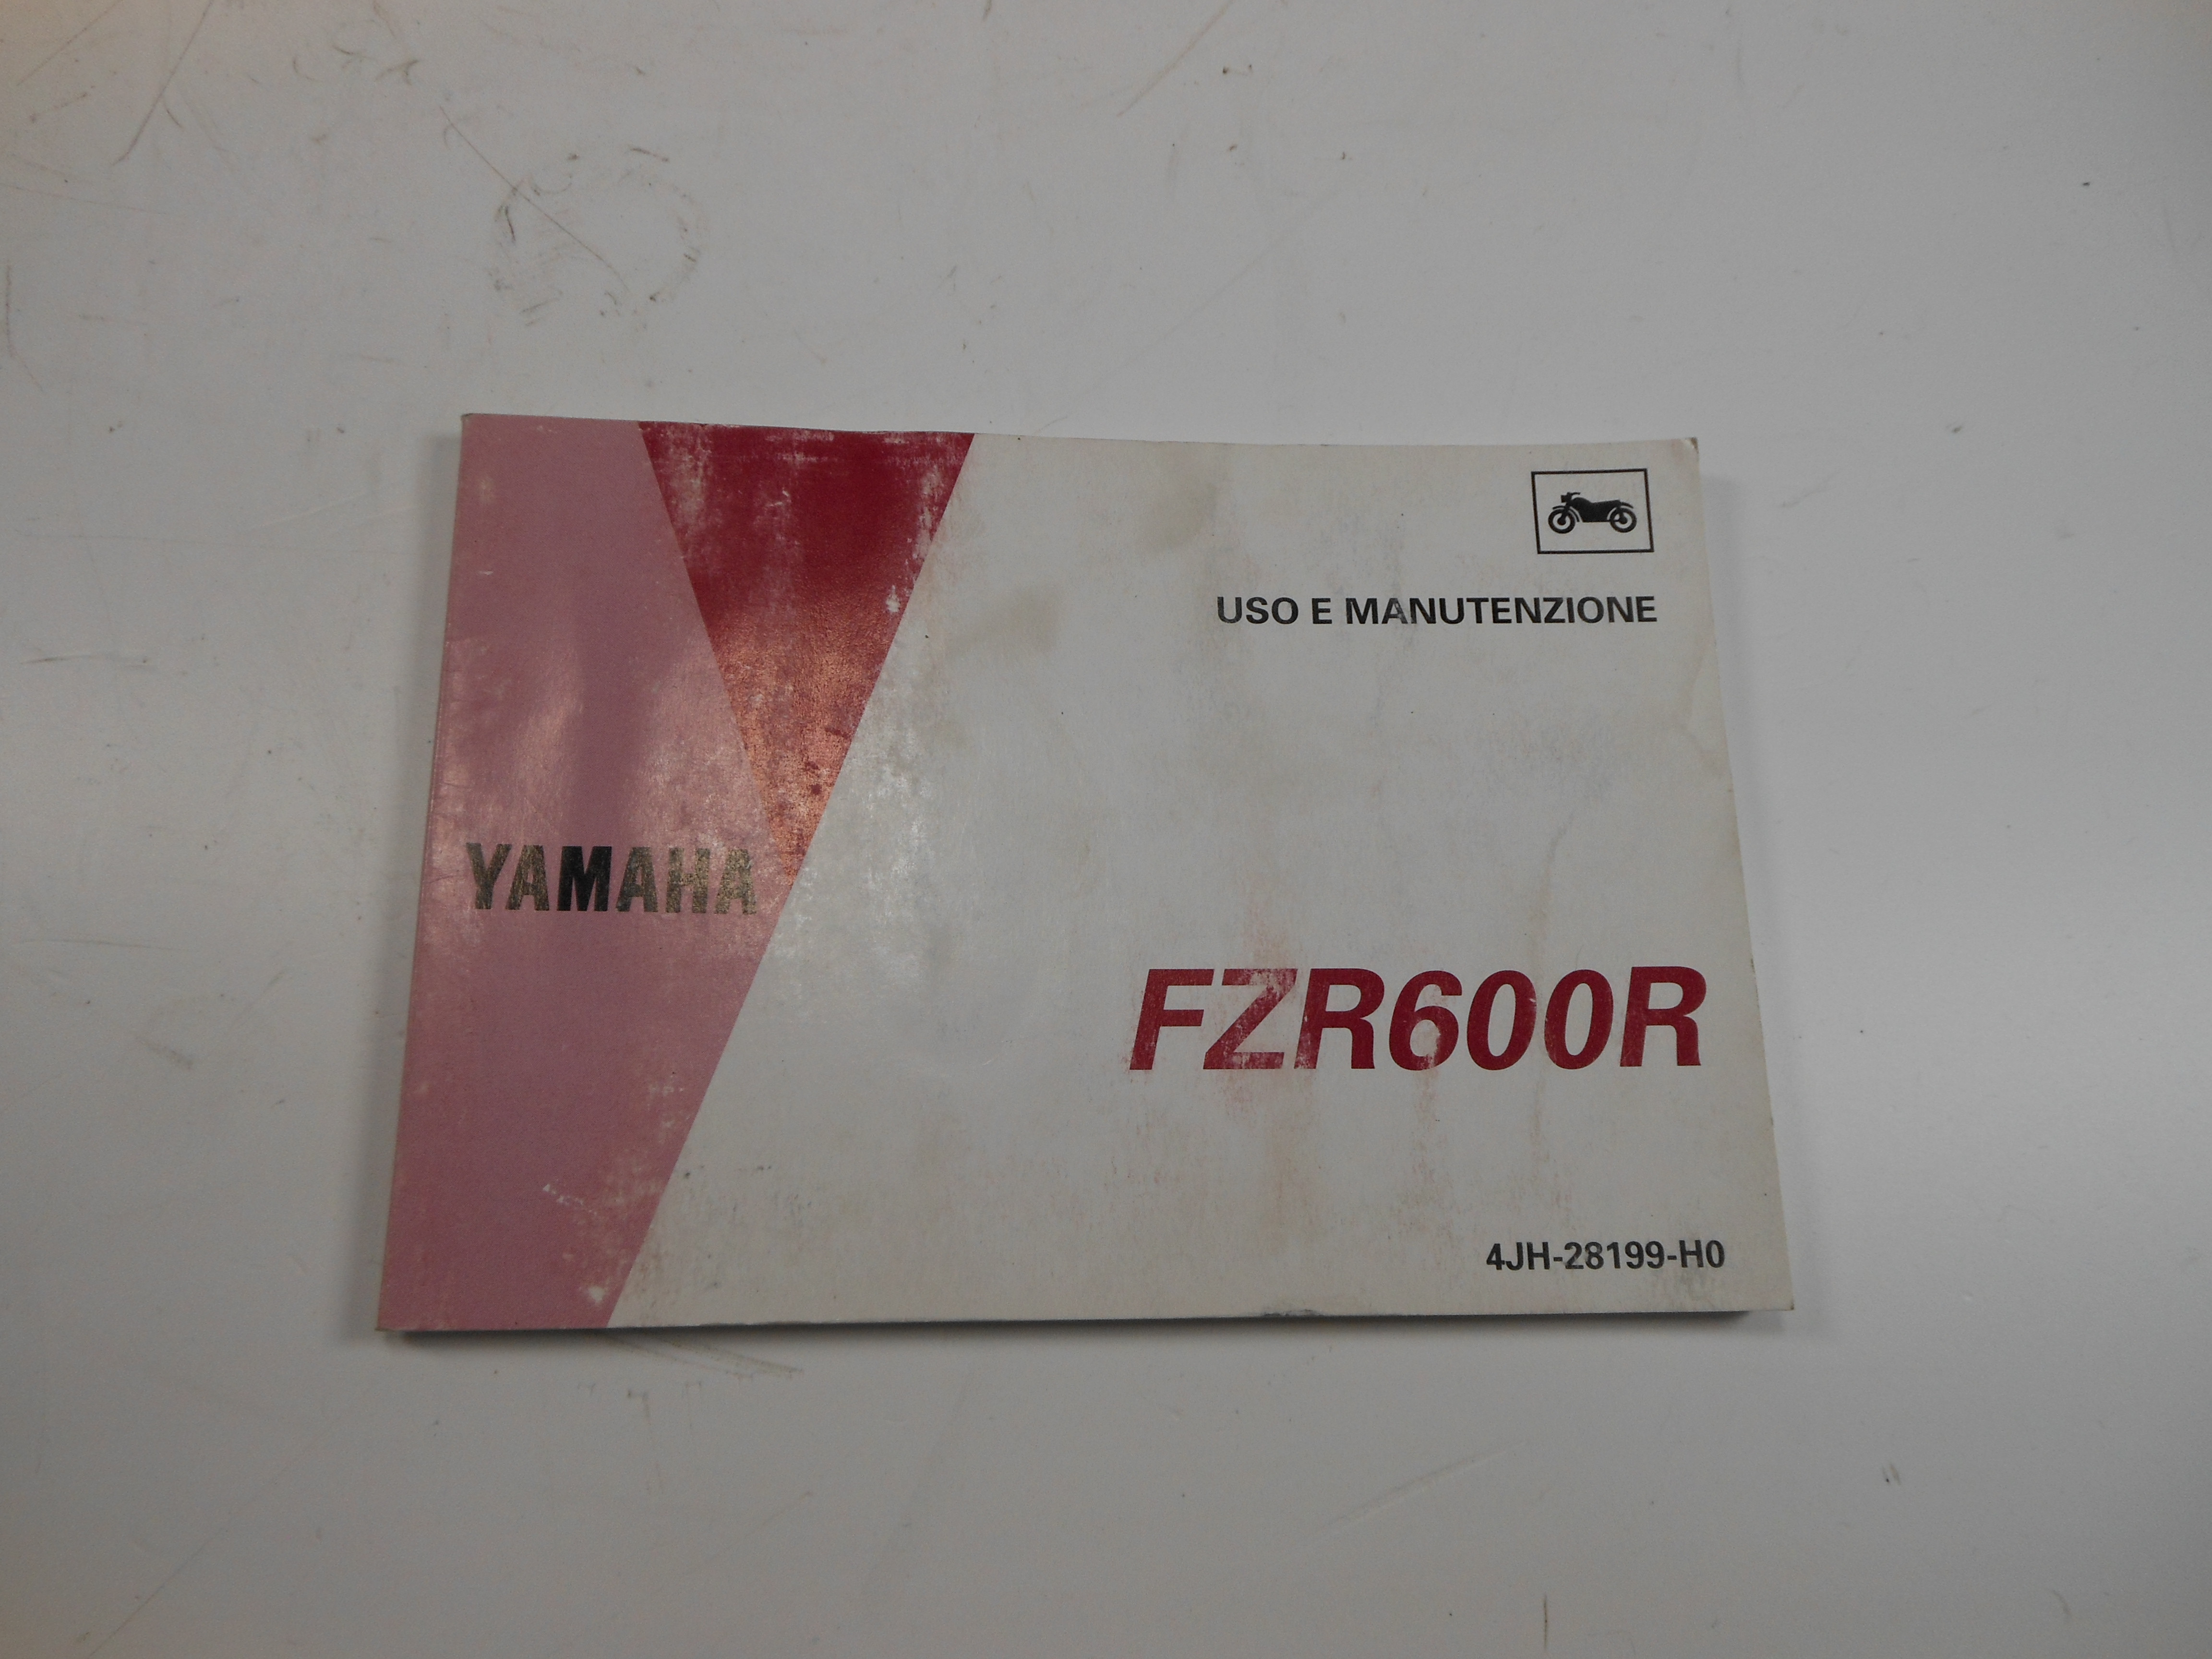 USO E MANUTENZIONE
YAMAHA
FZR600R
4JH-28199-H0